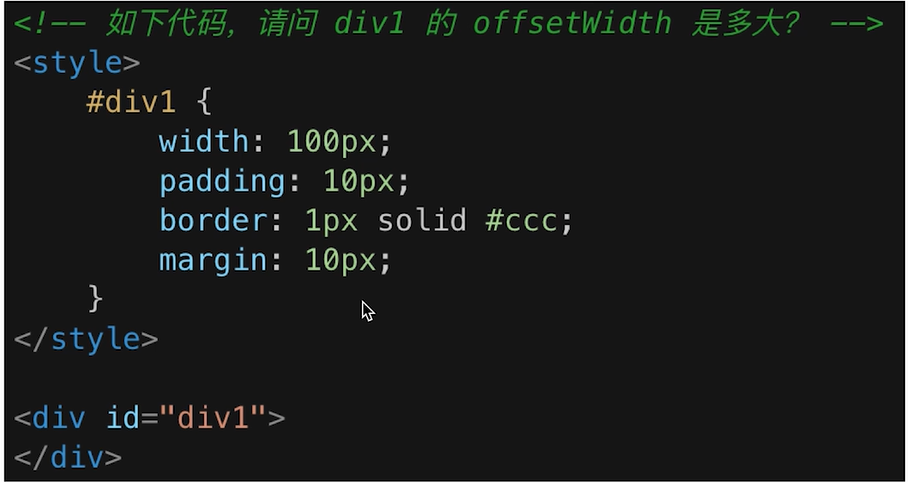 <!-- 如下代码，请问 div1 的 offsetWidth 是多大？ -->
<style>
    #div1 {
        width: 100px;
        padding: 10px;
        border: 1px solid #ccc;
        margin: 10px;
    }
</style>

<div id="div1">
</div>